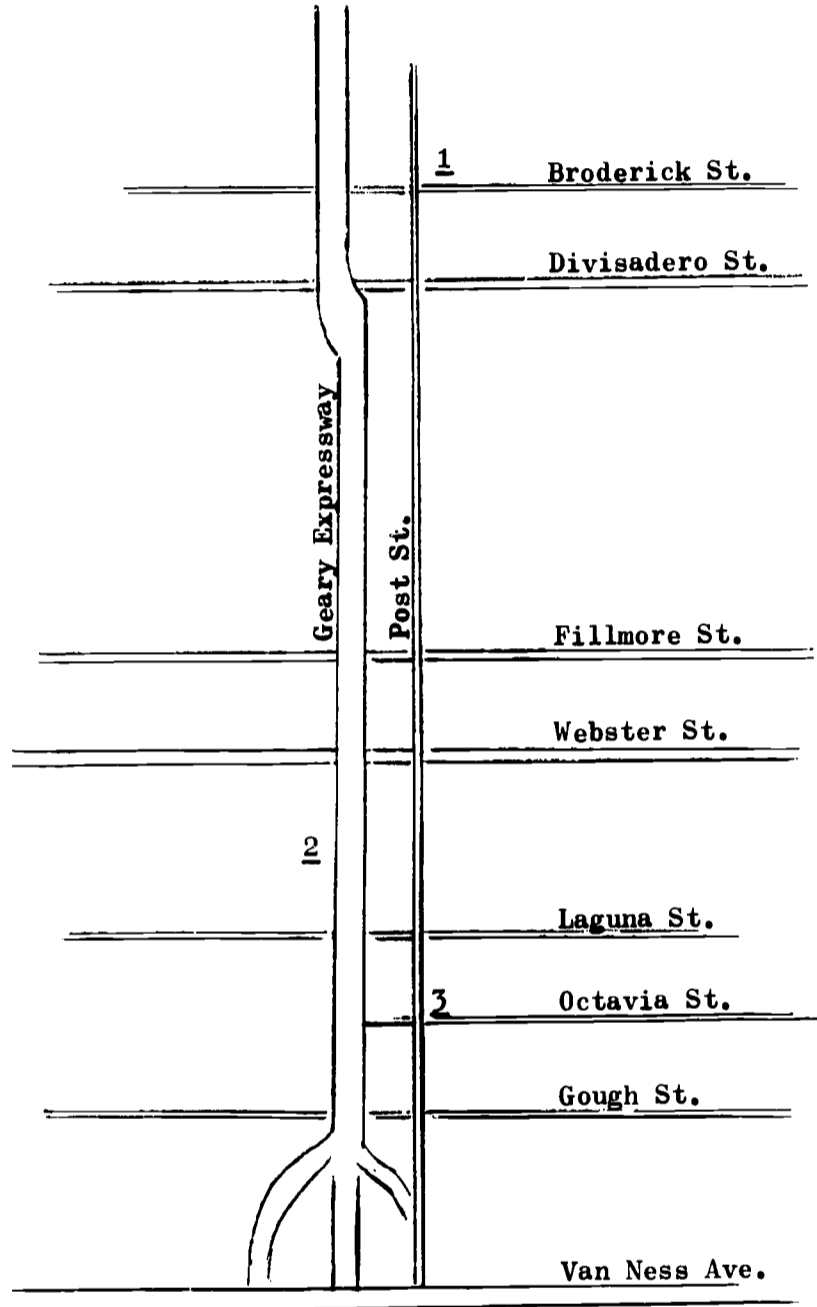 1
Broderick St.
Divisadero St.
Geary Expressway
Post St.
Fillmore St.
Webster St.
2
Laguna St.
3
Octavia St.
Gough St.
Van Ness Ave.